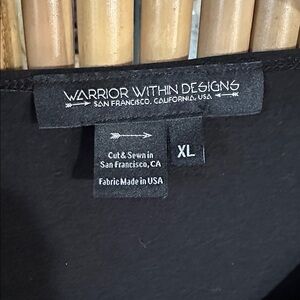 WARRIOR WITHIN DESIGNS
SAN FRANCISCO, CALIFORNIA, USA
Cut & Sewn in
San Francisco, CA
Fabric Made in USA
XL